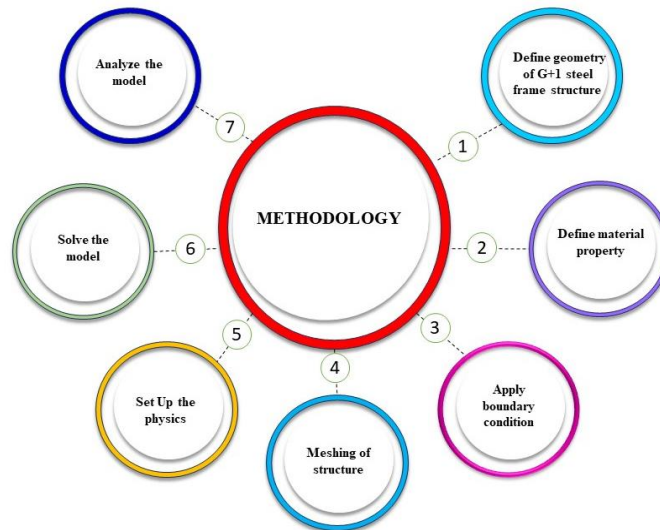 METHODOLOGY
1
Define geometry
of G+1 steel
frame structure
2
Define material
property
3
Apply
boundary
condition
4
Meshing of
structure
5
Set Up the
physics
6
Solve the
model
7
Analyze the
model